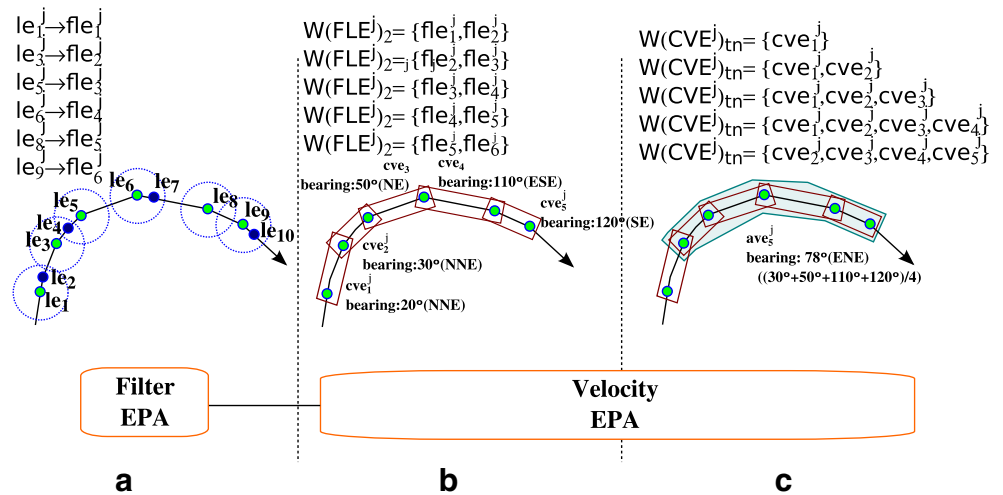 le₁ʲ→fle₁ʲ
le₃ʲ→fle₂ʲ
le₅ʲ→fle₃ʲ
le₆ʲ→fle₄ʲ
le₈ʲ→fle₅ʲ
le₉ʲ→fle₆ʲ
le₁
le₂
le₃
le₄
le₅
le₆
le₇
le₈
le₉
le₁₀
W(FLEʲ)₂= {fle₁ʲ,fle₂ʲ}
W(FLEʲ)₂= {fle₂ʲ,fle₃ʲ}
W(FLEʲ)₂= {fle₃ʲ,fle₄ʲ}
W(FLEʲ)₂= {fle₄ʲ,fle₅ʲ}
W(FLEʲ)₂= {fle₅ʲ,fle₆ʲ}
cve₃
bearing:50°(NE)
cve₄
bearing:110°(ESE)
cve₅ʲ
bearing:120°(SE)
cve₂ʲ
bearing:30°(NNE)
cve₁ʲ
bearing:20°(NNE)
W(CVEʲ)tn= {cve₁ʲ}
W(CVEʲ)tn= {cve₁ʲ,cve₂ʲ}
W(CVEʲ)tn= {cve₁ʲ,cve₂ʲ,cve₃ʲ}
W(CVEʲ)tn= {cve₁ʲ,cve₂ʲ,cve₃ʲ,cve₄ʲ}
W(CVEʲ)tn= {cve₂ʲ,cve₃ʲ,cve₄ʲ,cve₅ʲ}
ave₅ʲ
bearing: 78°(ENE)
((30°+50°+110°+120°)/4)
Filter
EPA
Velocity
EPA
a
b
c